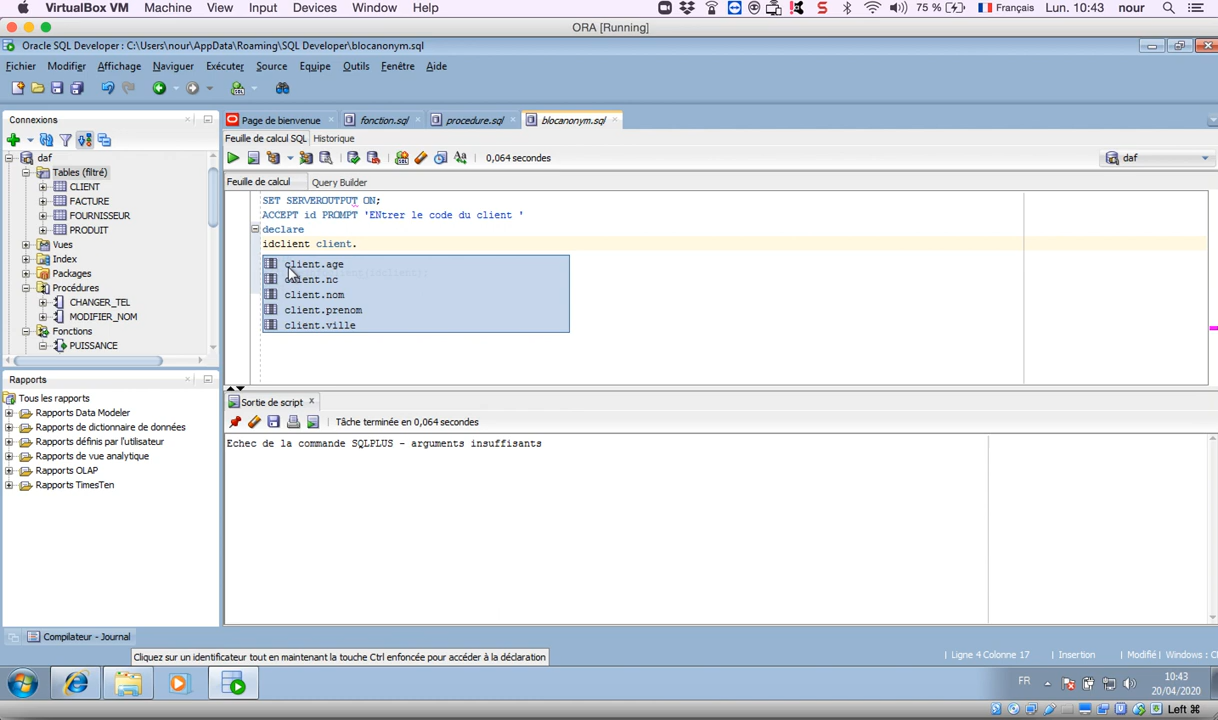 VirtualBox VM Machine View Input Devices Window Help 75 % Français Lun. 10:43 nour
ORA [Running]
Oracle SQL Developer : C:\Users\nour\AppData\Roaming\SQL Developer\blocanonym.sql
Fichier Modifier Affichage Naviguer Exécuter Source Equipe Outils Fenêtre Aide
Connexions
Page de bienvenue fonction.sql procedure.sql blocanonym.sql
Feuille de calcul SQL Historique
daf
0,064 secondes daf
Tables (filtré)
CLIENT
FACTURE
FOURNISSEUR
PRODUIT
Vues
Index
Packages
Procédures
CHANGER_TEL
MODIFIER_NOM
Fonctions
PUISSANCE
Feuille de calcul Query Builder
SET SERVEROUTPUT ON;
ACCEPT id PROMPT 'ENtrer le code du client '
declare
idclient client.
client.age
client.nc
client.nom
client.prenom
client.ville
Rapports
Tous les rapports
Rapports Data Modeler
Rapports de dictionnaire de données
Rapports définis par l'utilisateur
Rapports de vue analytique
Rapports OLAP
Rapports TimesTen
Sortie de script
Tâche terminée en 0,064 secondes
Echec de la commande SQLPLUS - arguments insuffisants
Compilateur - Journal
Cliquez sur un identificateur tout en maintenant la touche Ctrl enfoncée pour accéder à la déclaration
Ligne 4 Colonne 17 Insertion Modifié Windows :
FR 10:43
20/04/2020
Left ⌘